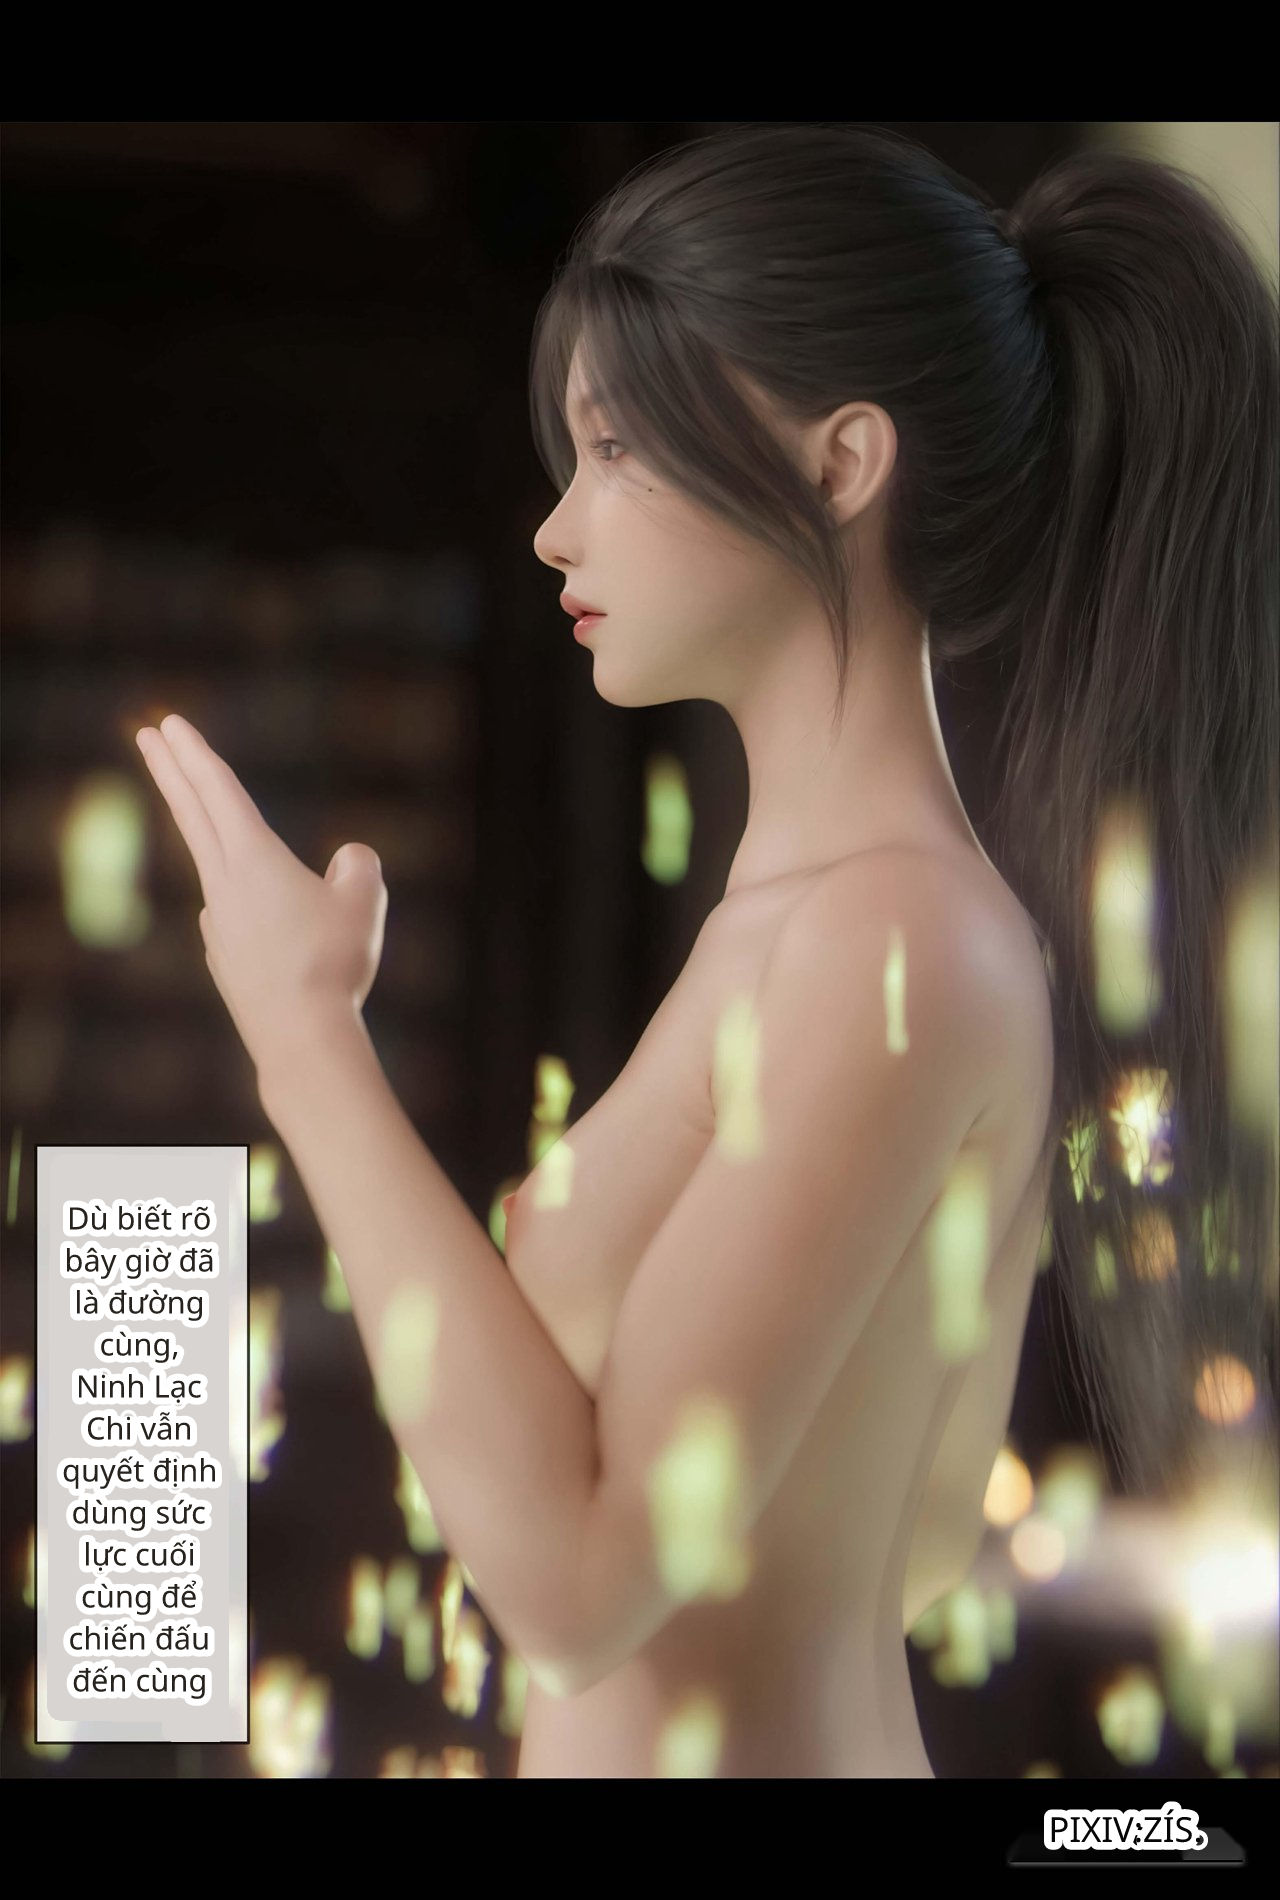 Dù biết rõ
bây giờ đã
là đường
cùng,
Ninh Lạc
Chi vẫn
quyết định
dùng sức
lực cuối
cùng để
chiến đấu
đến cùng
PIXIV:ZÍS,